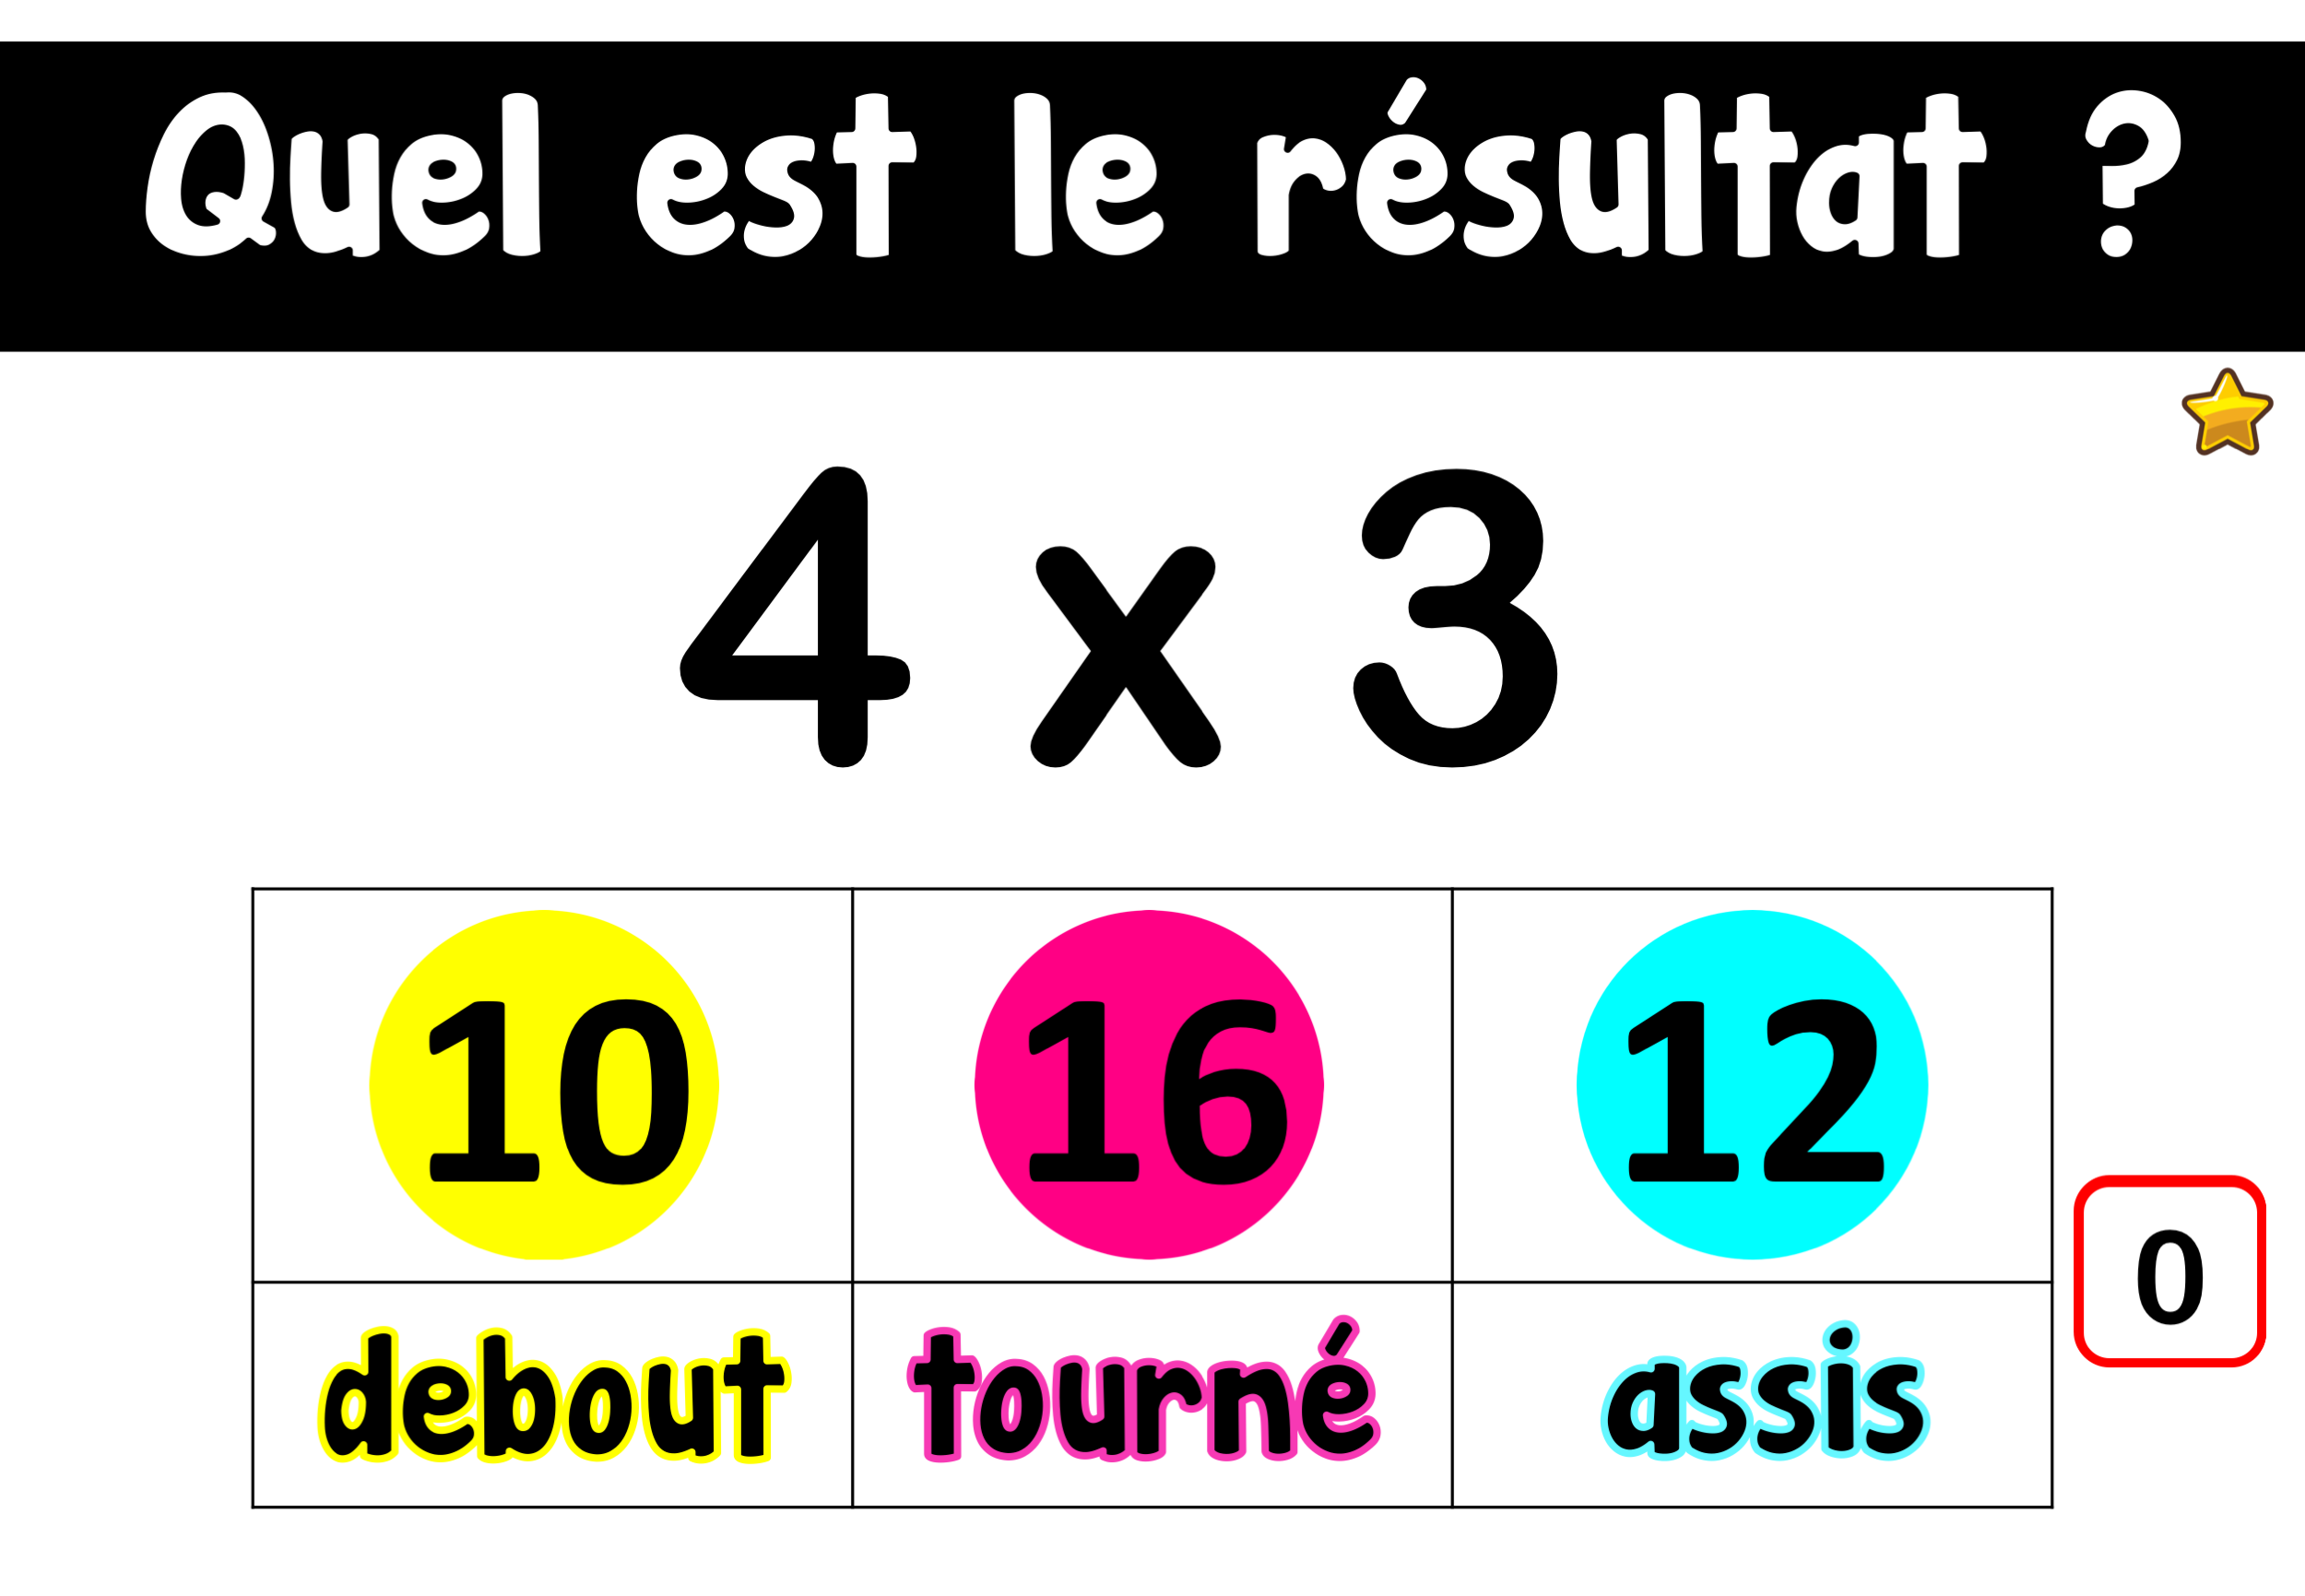 Quel est le résultat ?
4 x 3
10 16 12
0
debout tourné assis